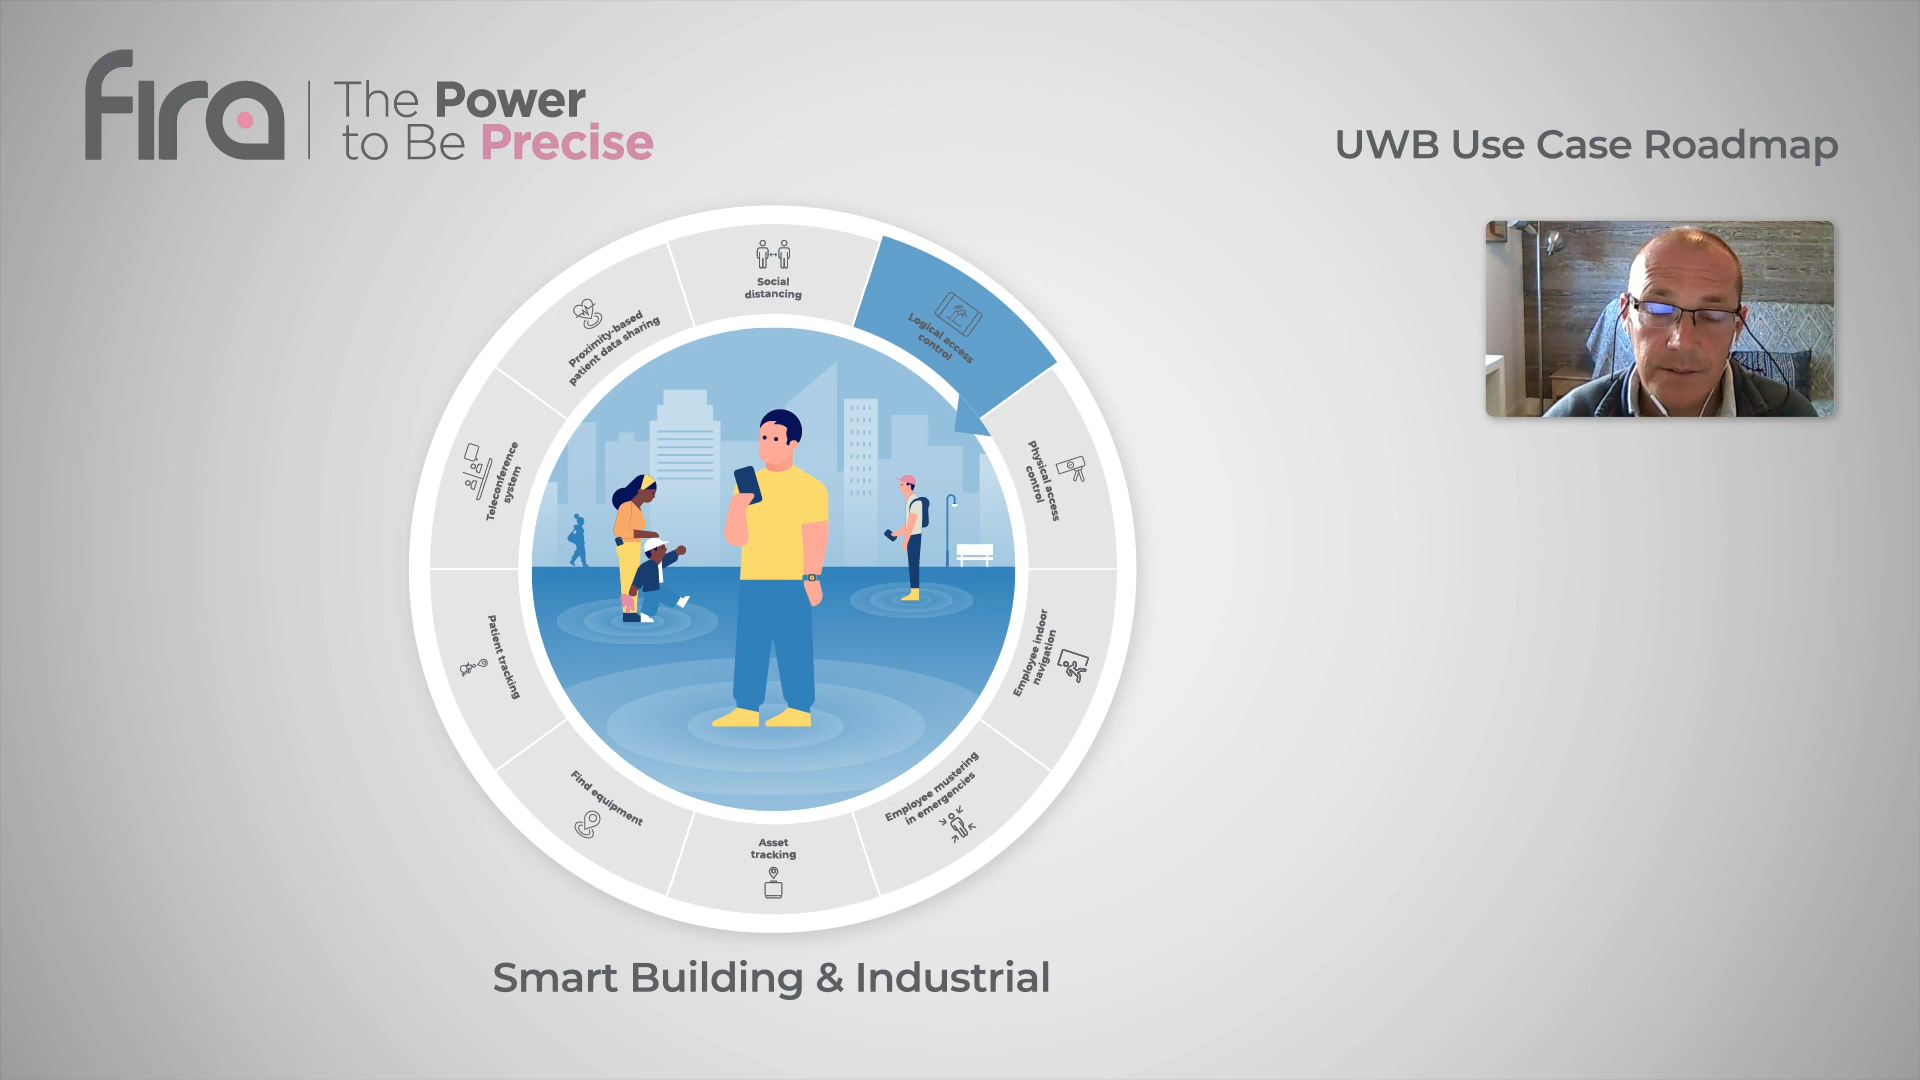 fira
The Power
to Be Precise
UWB Use Case Roadmap
Social
distancing
Logical access
control
Physical access
control
Employee indoor
navigation
Employee mustering
in emergencies
Asset
tracking
Find equipment
Patient tracking
Teleconference
system
Proximity-based
patient data sharing
Smart Building & Industrial